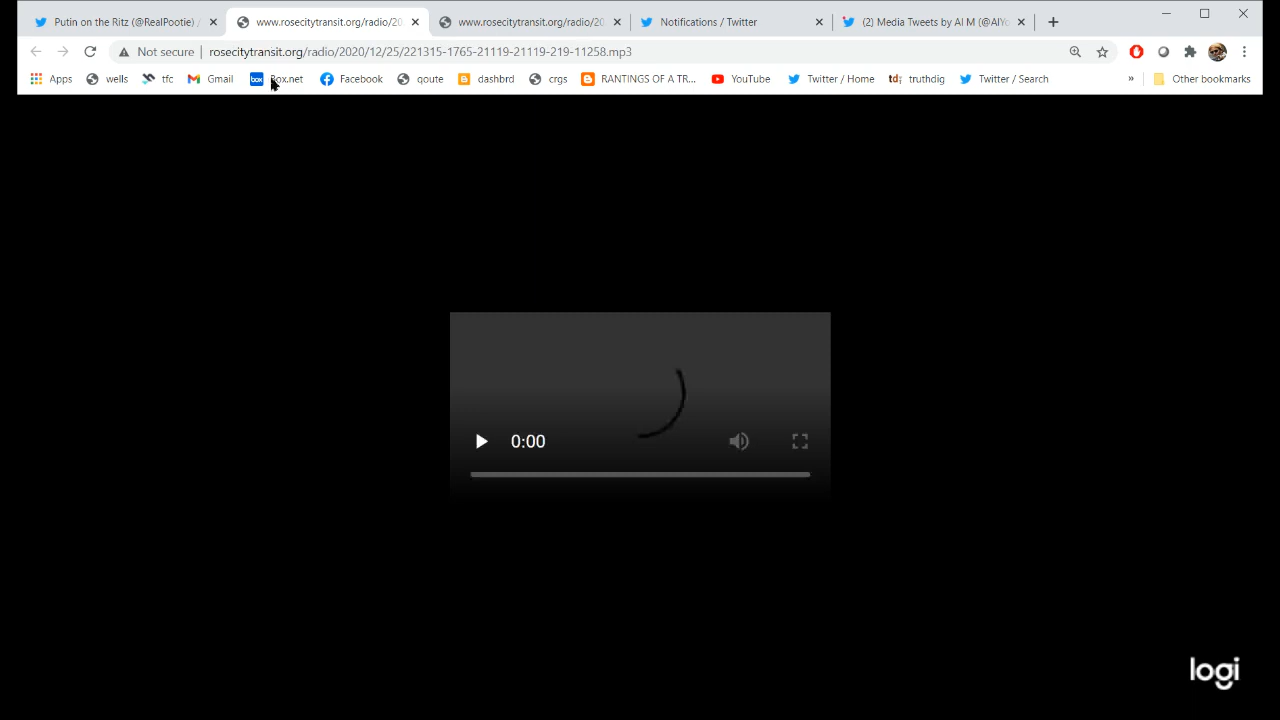 Putin on the Ritz (@RealPootie) /
www.rosecitytransit.org/radio/20
www.rosecitytransit.org/radio/20
Notifications / Twitter
(2) Media Tweets by Al M (@AlYo
Not secure | rosecitytransit.org/radio/2020/12/25/221315-1765-21119-21119-219-11258.mp3
Apps wells tfc Gmail box Box.net Facebook qoute dashbrd crgs RANTINGS OF A TR... YouTube Twitter / Home td; truthdig Twitter / Search » Other bookmarks
0:00
logi